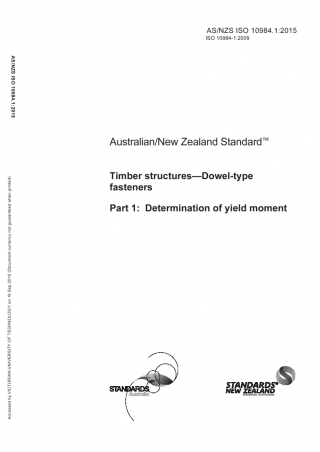 AS/NZS ISO 10984.1:2015
ISO 10984-1:2009
AS/NZS ISO 10984.1:2015
Australian/New Zealand Standard™
Timber structures—Dowel-type
fasteners
Part 1: Determination of yield moment
Accessed by VICTORIAN UNIVERSITY OF TECHNOLOGY on 16 Sep 2015 (Document currency not guaranteed when printed)
STANDARDS
Australia
STANDARDS
NEW ZEALAND